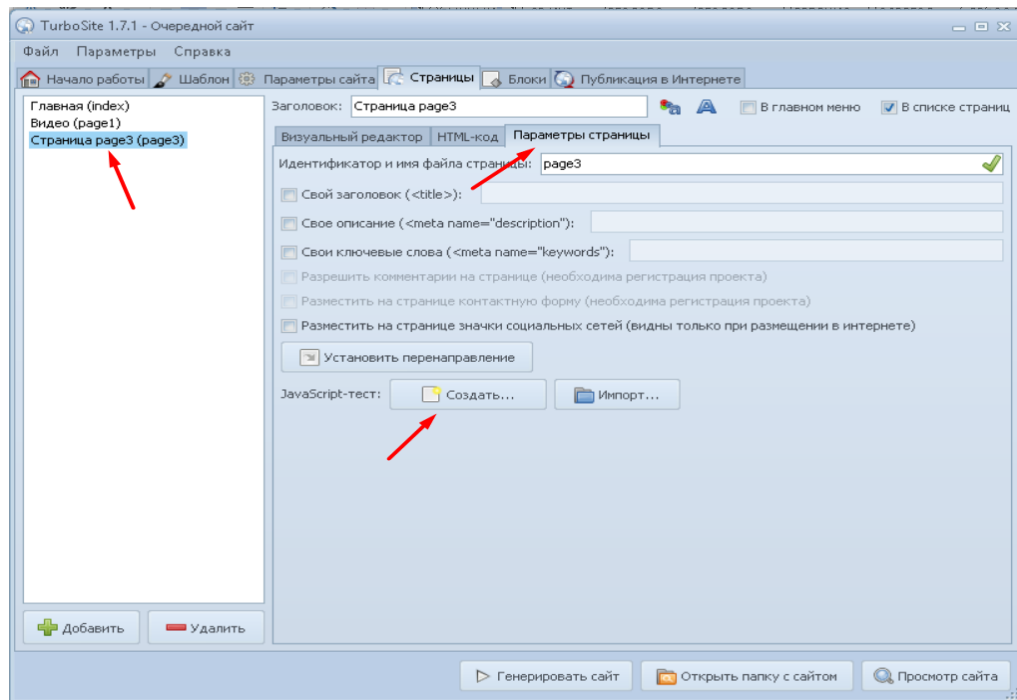 TurboSite 1.7.1 - Очередной сайт
Файл Параметры Справка
Начало работы Шаблон Параметры сайта Страницы Блоки Публикация в Интернете
Главная (index)
Видео (page1)
Страница page3 (page3)
Заголовок: Страница page3 В главном меню В списке страниц
Визуальный редактор HTML-код Параметры страницы
Идентификатор и имя файла страницы: page3
Свой заголовок (<title>):
Свое описание (<meta name="description"):
Свои ключевые слова (<meta name="keywords"):
Разрешить комментарии на странице (необходима регистрация проекта)
Разместить на странице контактную форму (необходима регистрация проекта)
Разместить на странице значки социальных сетей (видны только при размещении в интернете)
Установить перенаправление
JavaScript-тест: Создать... Импорт...
Добавить Удалить
Генерировать сайт Открыть папку с сайтом Просмотр сайта